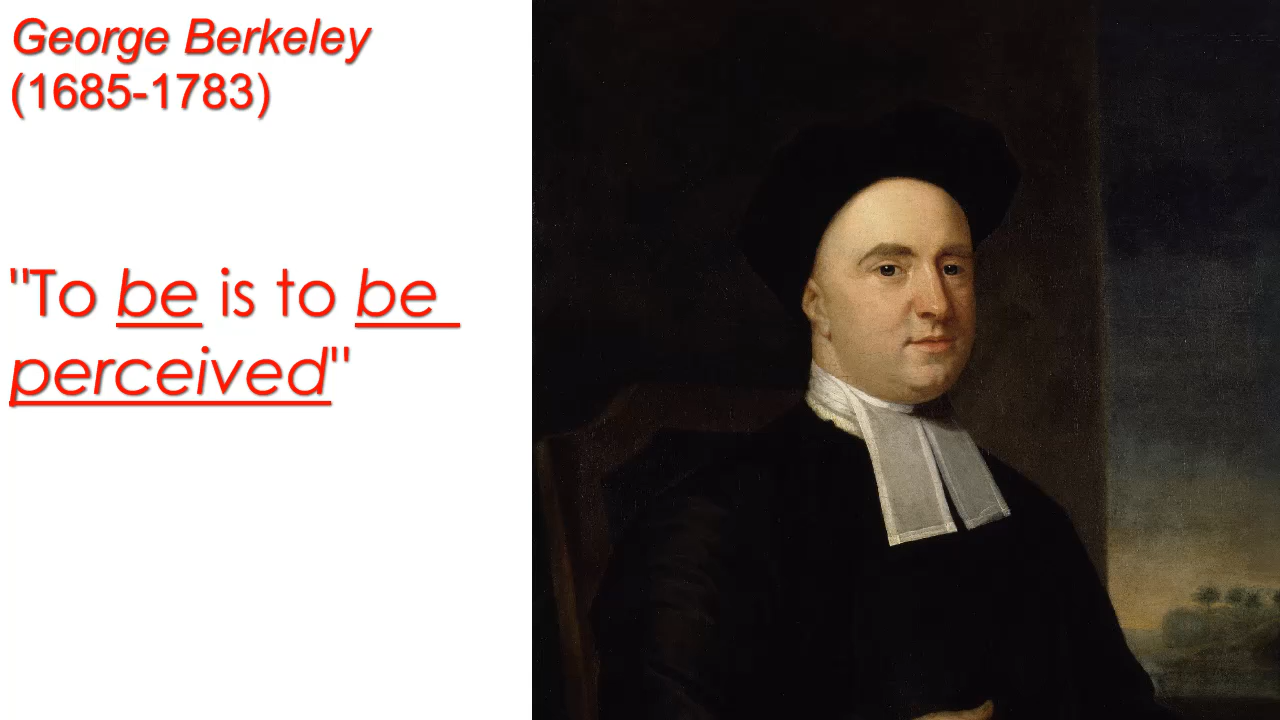 George Berkeley
(1685-1783)
"To be is to be
perceived"